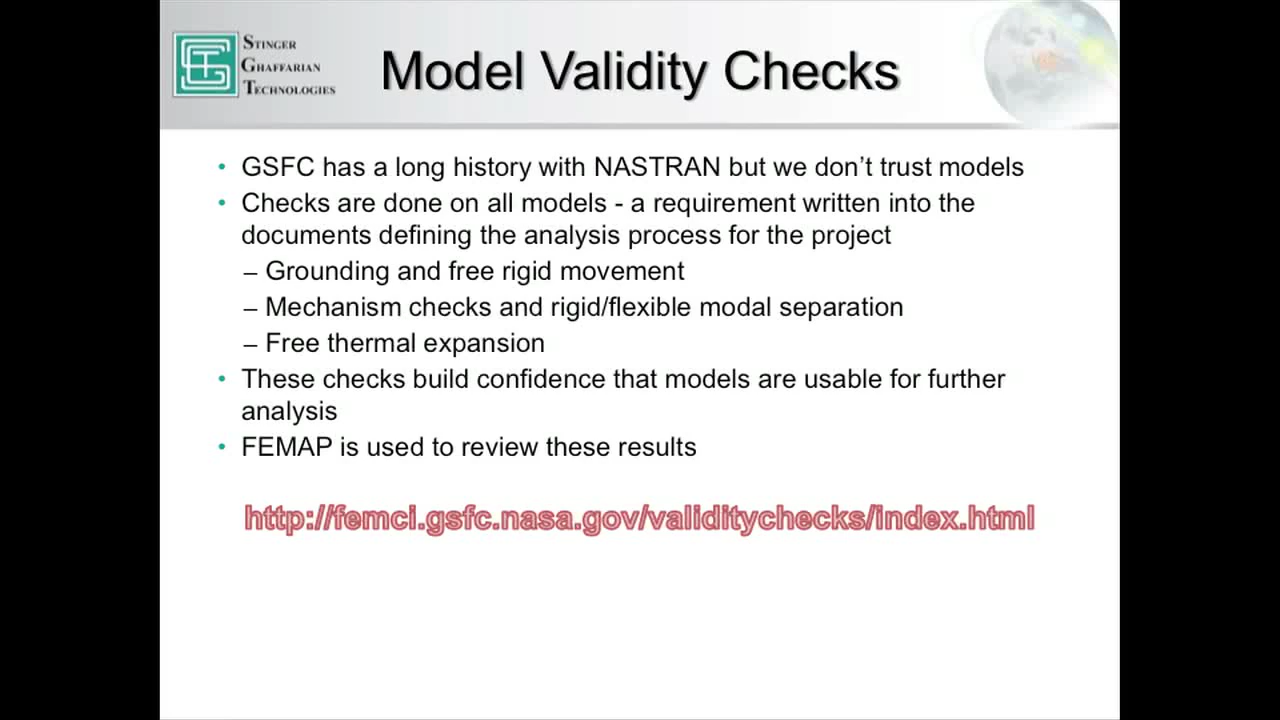 STINGER
GHAFFARIAN
TECHNOLOGIES
Model Validity Checks
• GSFC has a long history with NASTRAN but we don’t trust models
• Checks are done on all models - a requirement written into the
documents defining the analysis process for the project
– Grounding and free rigid movement
– Mechanism checks and rigid/flexible modal separation
– Free thermal expansion
• These checks build confidence that models are usable for further
analysis
• FEMAP is used to review these results
http://femci.gsfc.nasa.gov/validitychecks/index.html